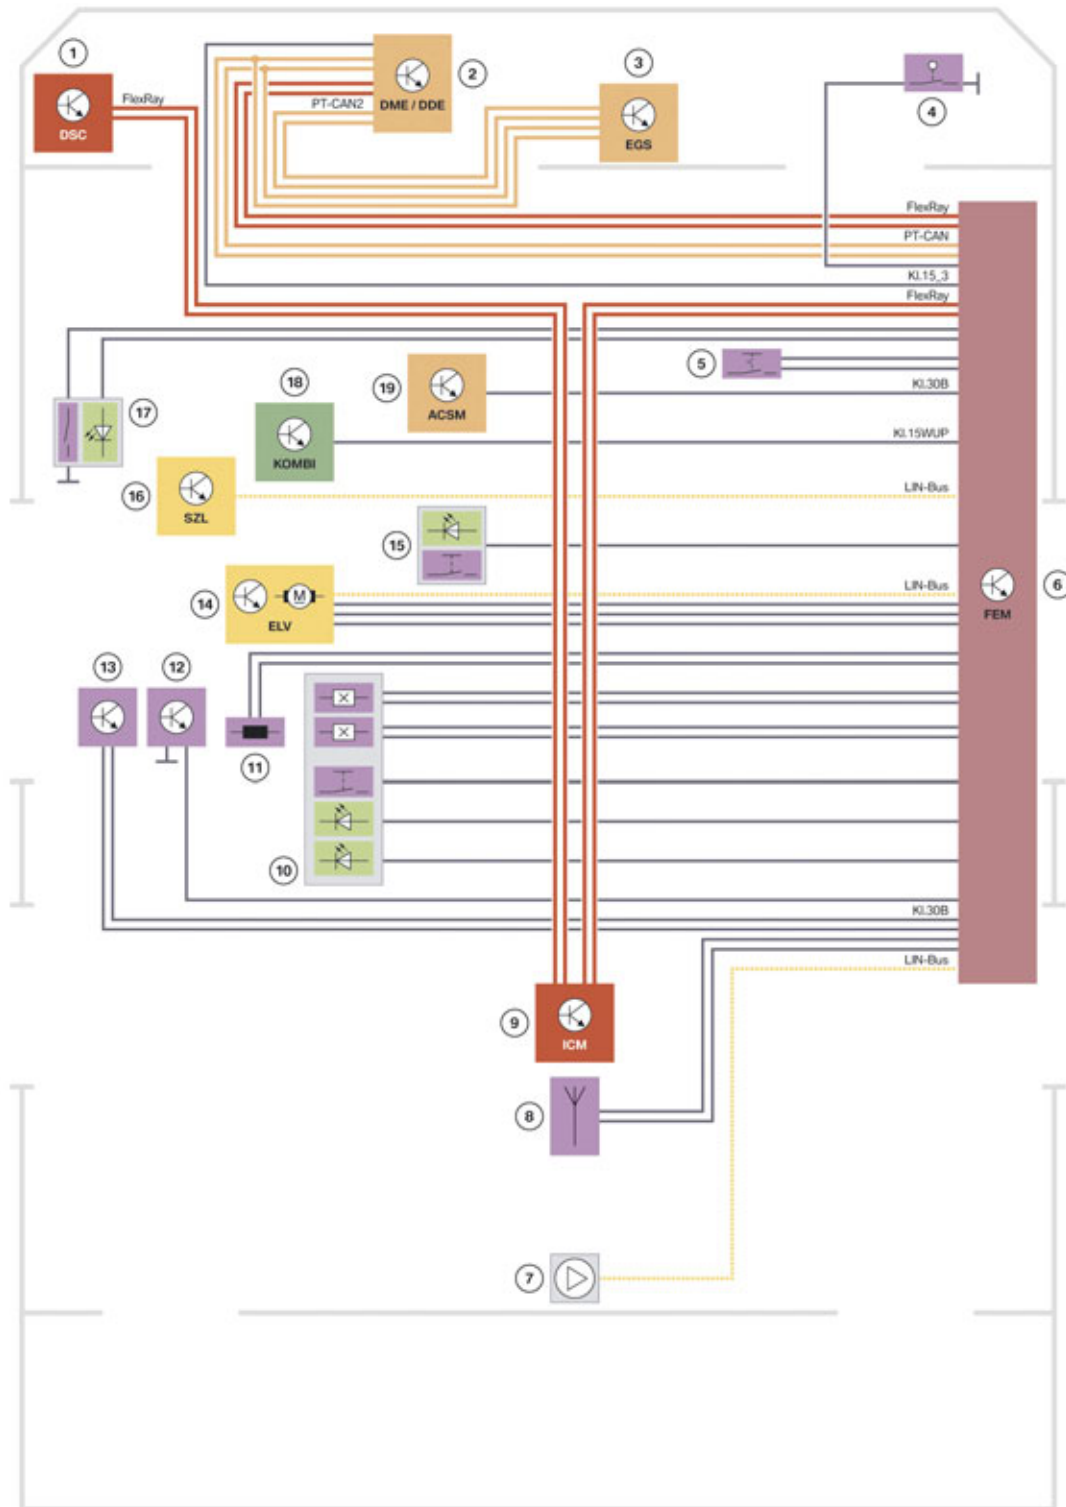 1
2
3
4
FlexRay
DSC
PT-CAN2
DME / DDE
EGS
FlexRay
PT-CAN
Kl.15_3
FlexRay
5
17
18
19
ACSM
Kl.30B
KOMBI
Kl.15WUP
16
SZL
LIN-Bus
15
14
M
ELV
LIN-Bus
FEM
6
13
12
11
10
Kl.30B
LIN-Bus
9
ICM
8
7